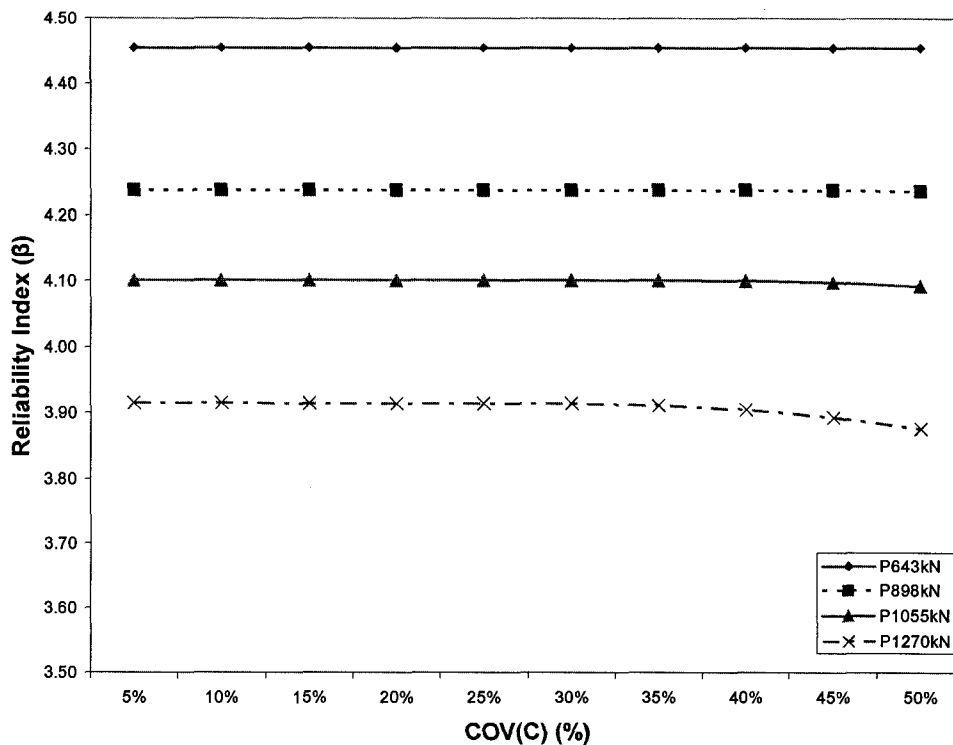 4.50
4.40
4.30
4.20
4.10
4.00
3.90
3.80
3.70
3.60
3.50
Reliability Index (β)
5% 10% 15% 20% 25% 30% 35% 40% 45% 50%
COV(C) (%)
P643kN
P898kN
P1055kN
P1270kN